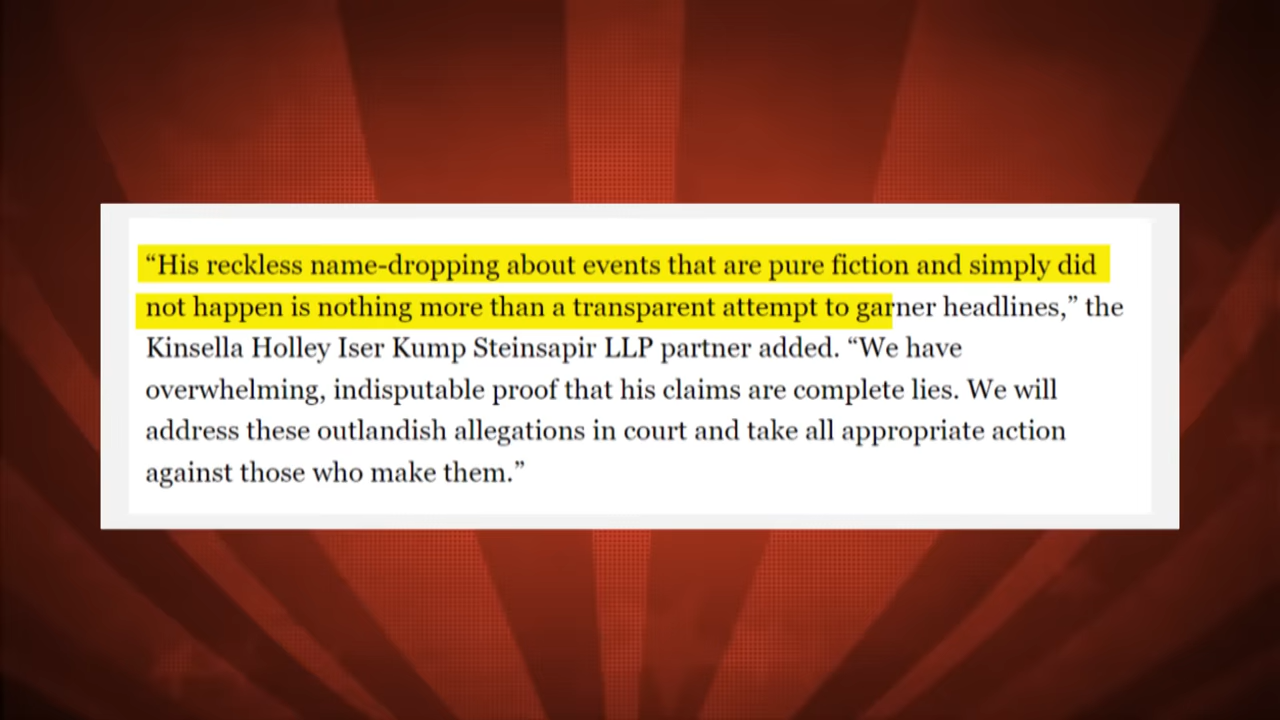 “His reckless name-dropping about events that are pure fiction and simply did
not happen is nothing more than a transparent attempt to garner headlines,” the
Kinsella Holley Iser Kump Steinsapir LLP partner added. “We have
overwhelming, indisputable proof that his claims are complete lies. We will
address these outlandish allegations in court and take all appropriate action
against those who make them.”